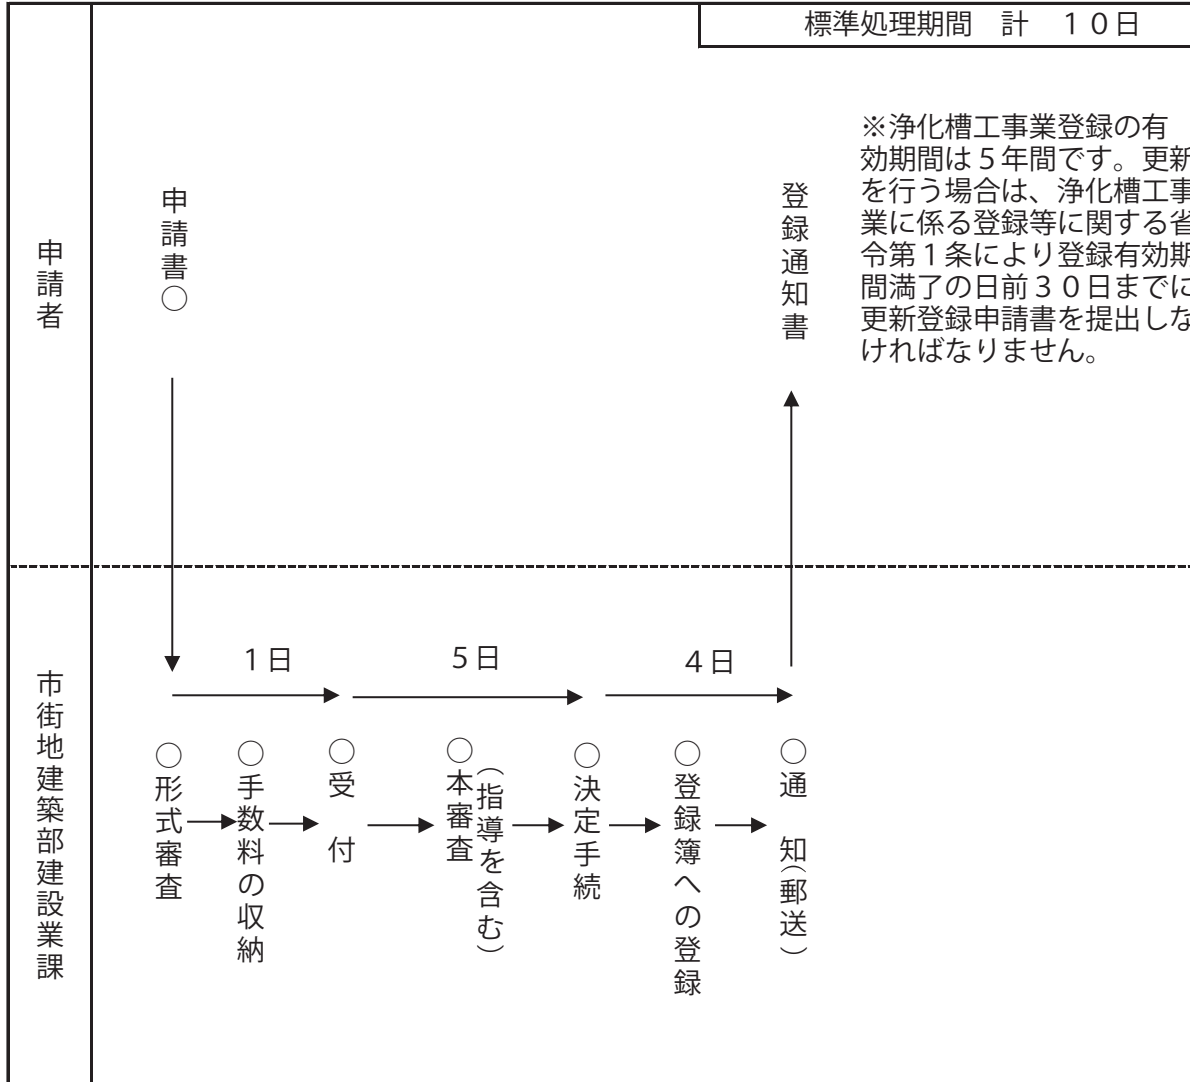 標準処理期間　計　１０日
※浄化槽工事業登録の有
効期間は５年間です。更新
を行う場合は、浄化槽工事
業に係る登録等に関する省
令第１条により登録有効期
間満了の日前３０日までに
更新登録申請書を提出しな
ければなりません。
申請者
申請書○
登録通知書
市街地建築部建設業課
１日
５日
４日
○形式審査
○手数料の収納
○受　付
○本審査
（指導を含む）
○決定手続
○登録簿への登録
○通　知（郵送）